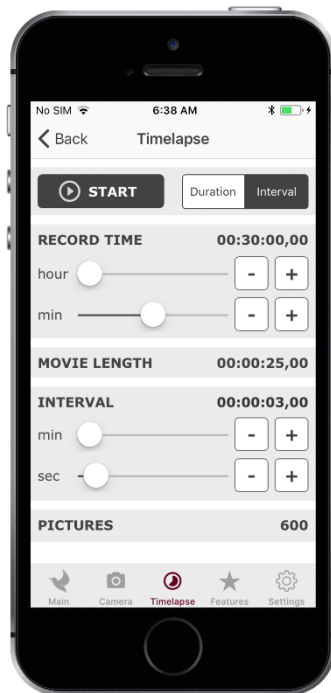 No SIM 6:38 AM
Back Timelapse
START Duration Interval
RECORD TIME 00:30:00,00
hour - +
min - +
MOVIE LENGTH 00:00:25,00
INTERVAL 00:00:03,00
min - +
sec - +
PICTURES 600
Main Camera Timelapse Features Settings